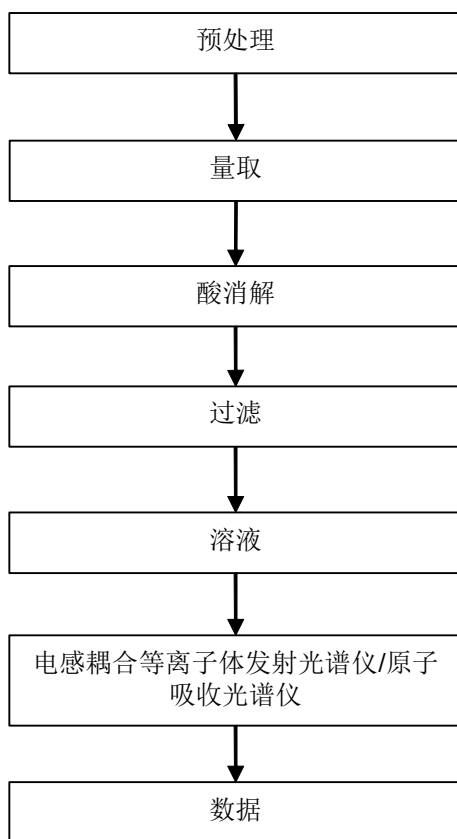 预处理
量取
酸消解
过滤
溶液
电感耦合等离子体发射光谱仪/原子
吸收光谱仪
数据